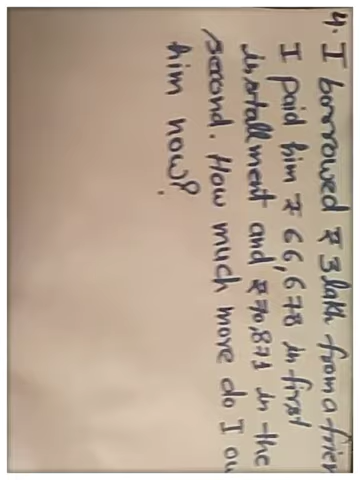 4. I borrowed ₹ 3 lakh from a frien
I paid him ₹ 66,678 in first
installment and ₹ 70,871 in the
second. How much more do I ow
him now?